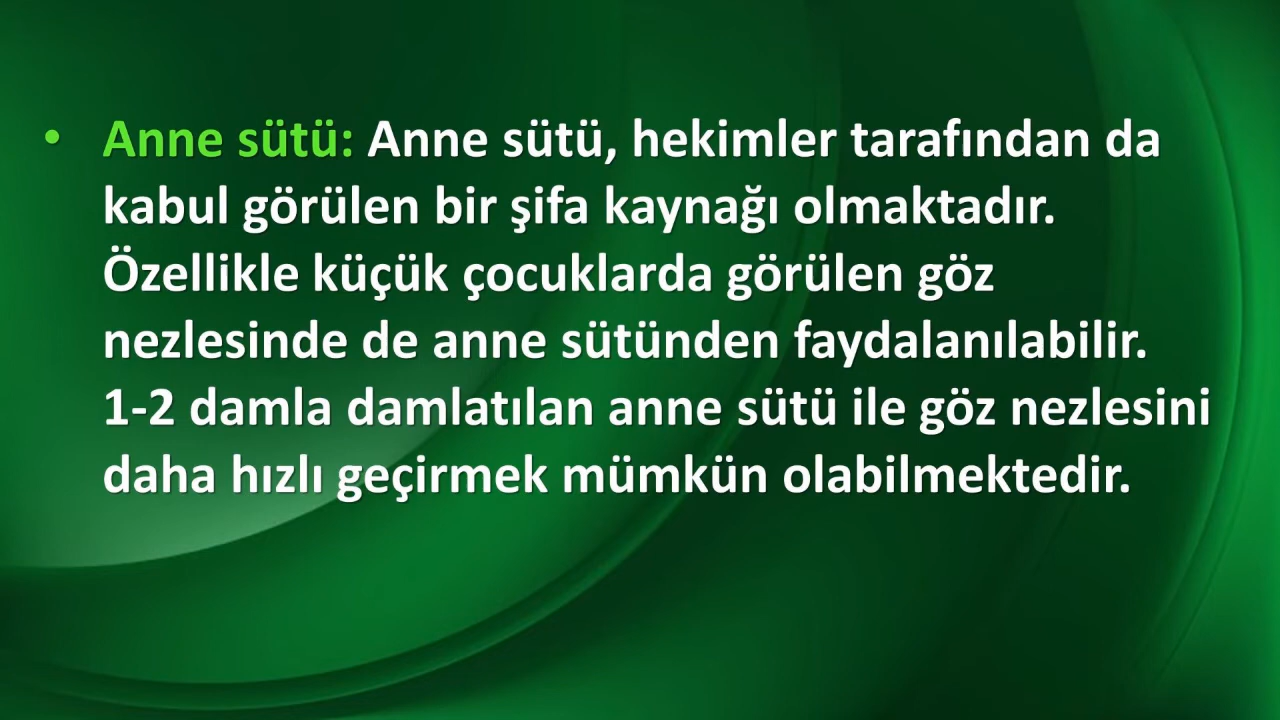 • Anne sütü: Anne sütü, hekimler tarafından da
kabul görülen bir şifa kaynağı olmaktadır.
Özellikle küçük çocuklarda görülen göz
nezlesinde de anne sütünden faydalanılabilir.
1-2 damla damlatılan anne sütü ile göz nezlesini
daha hızlı geçirmek mümkün olabilmektedir.